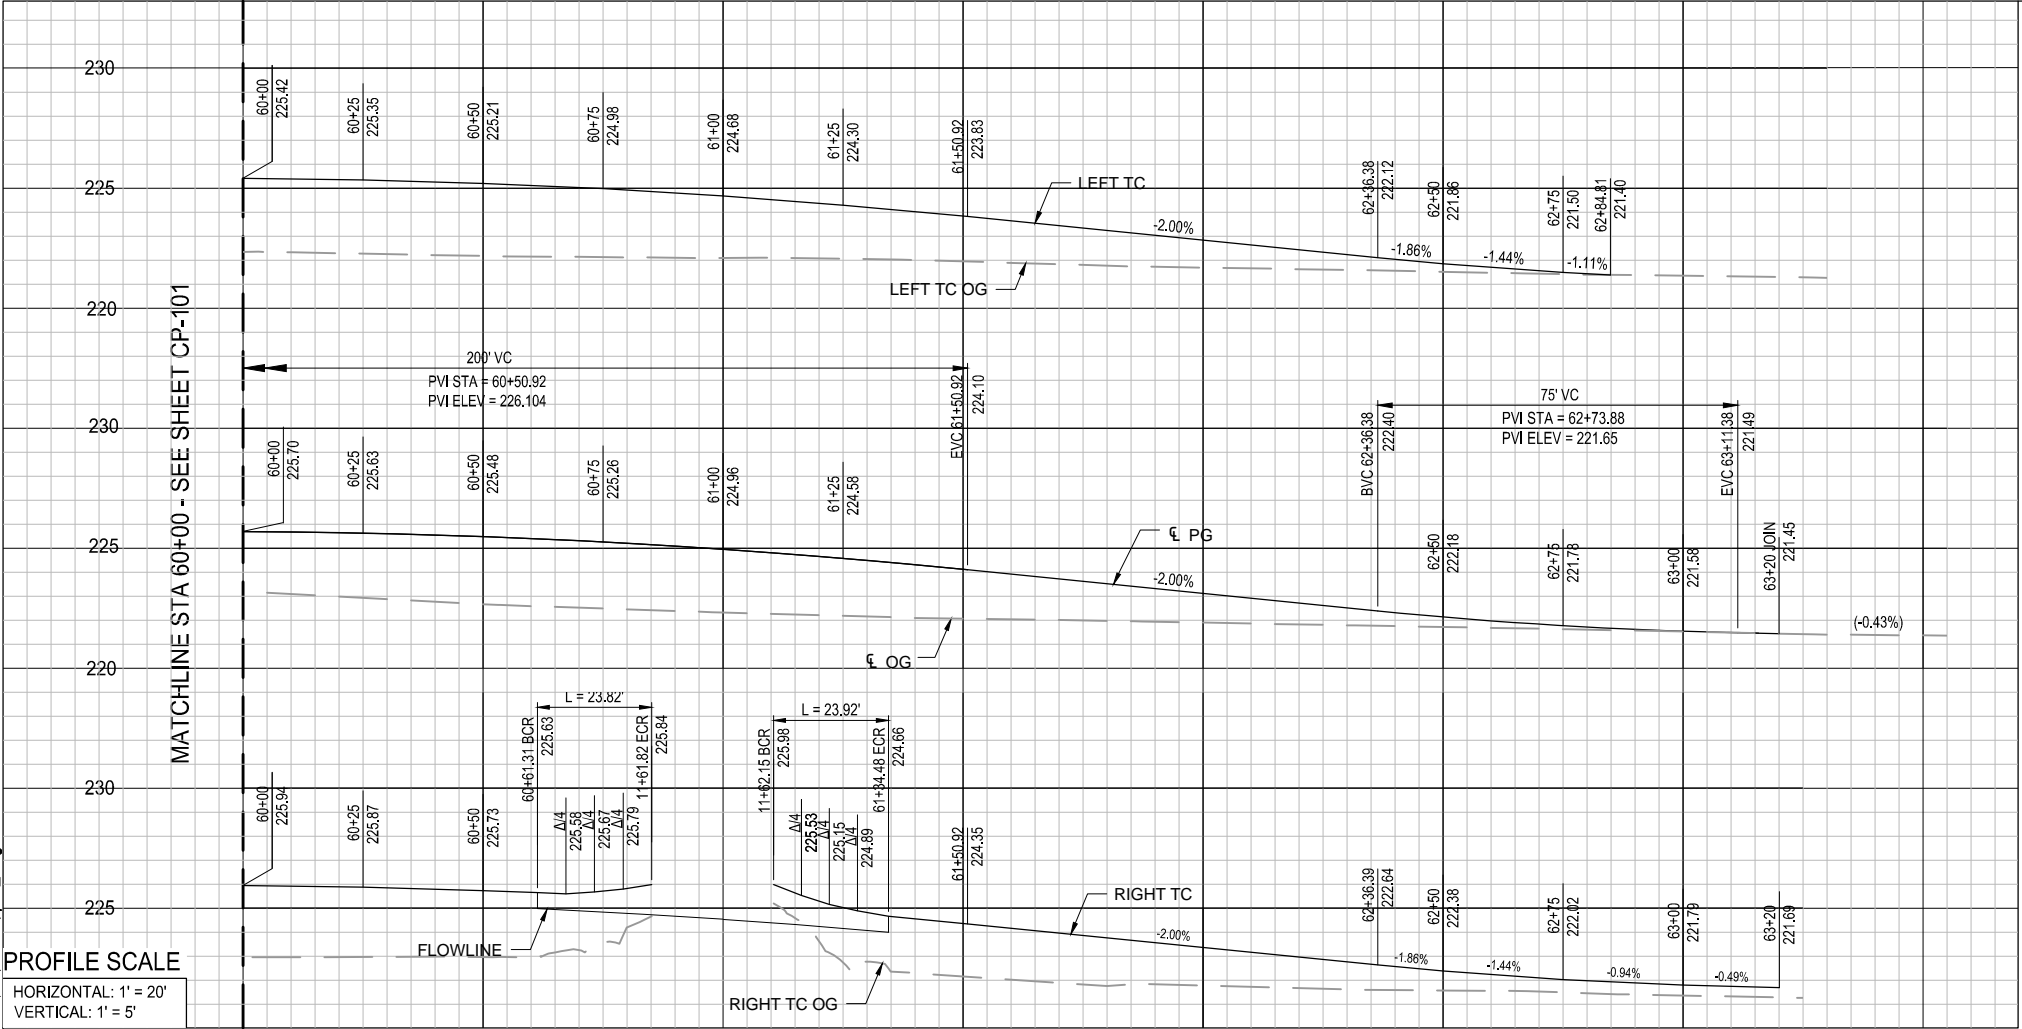 230
60+00
225.42
60+25
225.35
60+50
225.21
60+75
224.98
61+00
224.68
61+25
224.30
61+50.92
223.83
62+36.38
222.12
62+50
221.86
62+75
221.50
62+84.81
221.40
225
LEFT TC
-2.00%
-1.86%
-1.44%
-1.11%
LEFT TC OG
220
MATCHLINE STA 60+00 - SEE SHEET CP-101
200' VC
PVI STA = 60+50.92
PVI ELEV = 226.104
75' VC
PVI STA = 62+73.88
PVI ELEV = 221.65
230
60+00
225.70
60+25
225.63
60+50
225.48
60+75
225.26
61+00
224.96
61+25
224.58
EVC 61+50.92
224.10
BVC 62+36.38
222.40
62+50
222.18
62+75
221.78
63+00
221.58
EVC 63+11.38
221.49
63+20 JOIN
221.45
225
℄ PG
-2.00%
(-0.43%)
℄ OG
220
L = 23.82'
L = 23.92'
230
60+00
225.94
60+25
225.87
60+50
225.73
60+61.31 BCR
225.63
Δ/4
225.58
Δ/4
225.67
Δ/4
225.79
11+61.82 ECR
225.84
11+62.15 BCR
225.98
Δ/4
225.53
Δ/4
225.15
Δ/4
224.89
61+34.48 ECR
224.66
61+50.92
224.35
62+36.39
222.64
62+50
222.38
62+75
222.02
63+00
221.79
63+20
221.69
225
RIGHT TC
FLOWLINE
-2.00%
-1.86%
-1.44%
-0.94%
-0.49%
RIGHT TC OG
PROFILE SCALE
HORIZONTAL: 1' = 20'
VERTICAL: 1' = 5'